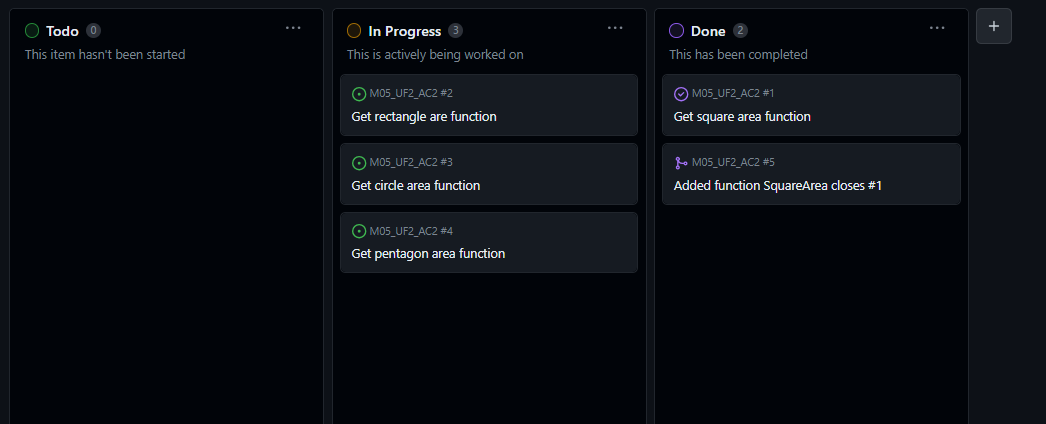 Todo 0
This item hasn't been started
In Progress 3
This is actively being worked on
M05_UF2_AC2 #2
Get rectangle are function
M05_UF2_AC2 #3
Get circle area function
M05_UF2_AC2 #4
Get pentagon area function
Done 2
This has been completed
M05_UF2_AC2 #1
Get square area function
M05_UF2_AC2 #5
Added function SquareArea closes #1